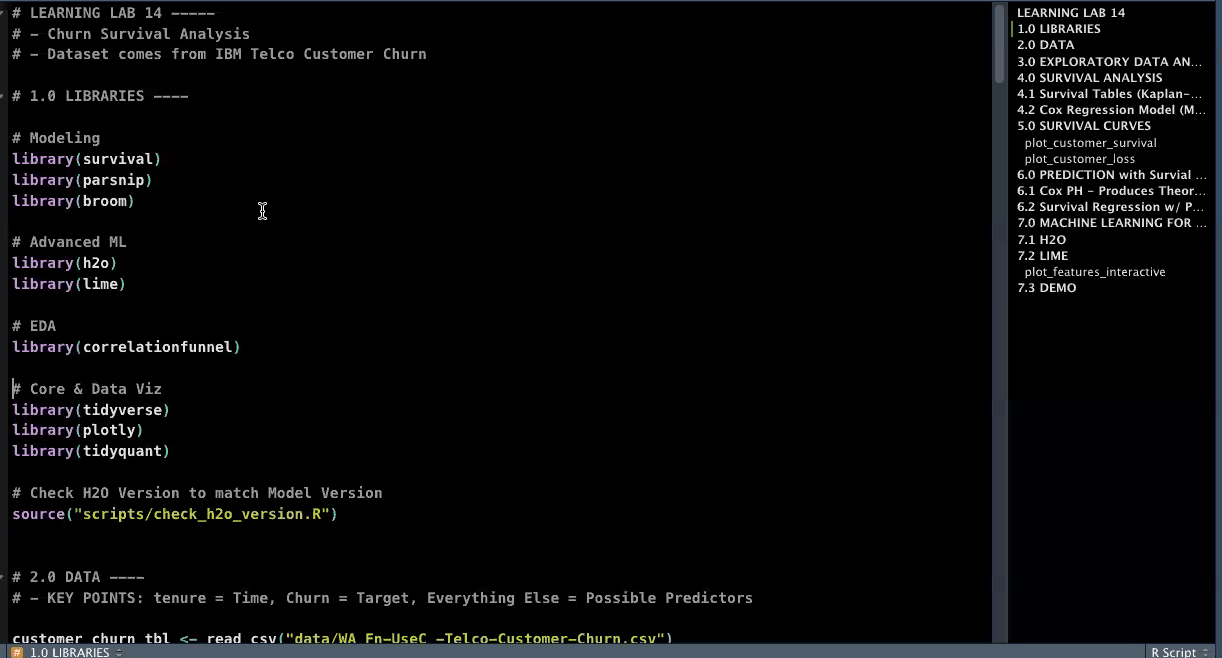 # LEARNING LAB 14 -----
# - Churn Survival Analysis
# - Dataset comes from IBM Telco Customer Churn
# 1.0 LIBRARIES ----
# Modeling
library(survival)
library(parsnip)
library(broom)
# Advanced ML
library(h2o)
library(lime)
# EDA
library(correlationfunnel)
# Core & Data Viz
library(tidyverse)
library(plotly)
library(tidyquant)
# Check H2O Version to match Model Version
source("scripts/check_h2o_version.R")
# 2.0 DATA ----
# - KEY POINTS: tenure = Time, Churn = Target, Everything Else = Possible Predictors
customer_churn_tbl <- read_csv("data/WA_Fn-UseC_-Telco-Customer-Churn.csv")
# 1.0 LIBRARIES
R Script
LEARNING LAB 14
1.0 LIBRARIES
2.0 DATA
3.0 EXPLORATORY DATA AN...
4.0 SURVIVAL ANALYSIS
4.1 Survival Tables (Kaplan-...
4.2 Cox Regression Model (M...
5.0 SURVIVAL CURVES
plot_customer_survival
plot_customer_loss
6.0 PREDICTION with Survial ...
6.1 Cox PH - Produces Theor...
6.2 Survival Regression w/ P...
7.0 MACHINE LEARNING FOR ...
7.1 H2O
7.2 LIME
plot_features_interactive
7.3 DEMO